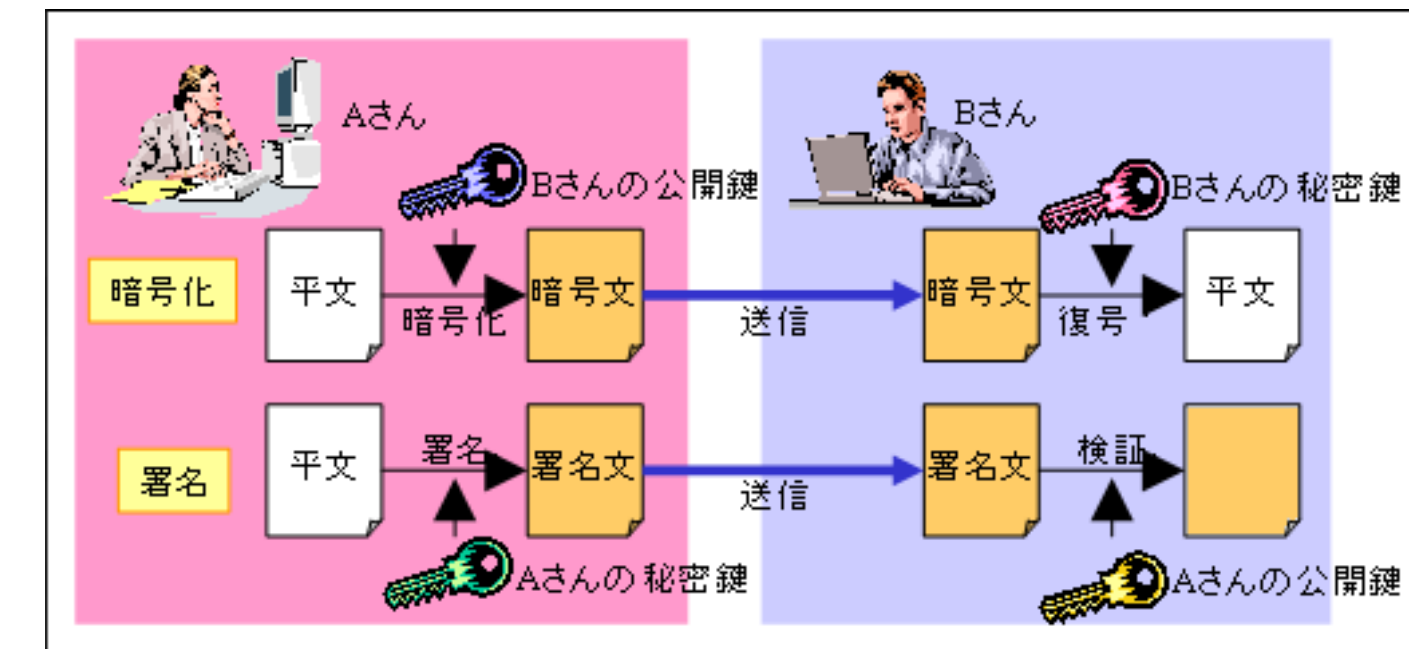 Aさん
Bさん
Bさんの公開鍵
Bさんの秘密鍵
暗号化
平文
暗号化
暗号文
送信
暗号文
復号
平文
署名
平文
署名
署名文
送信
署名文
検証
Aさんの秘密鍵
Aさんの公開鍵